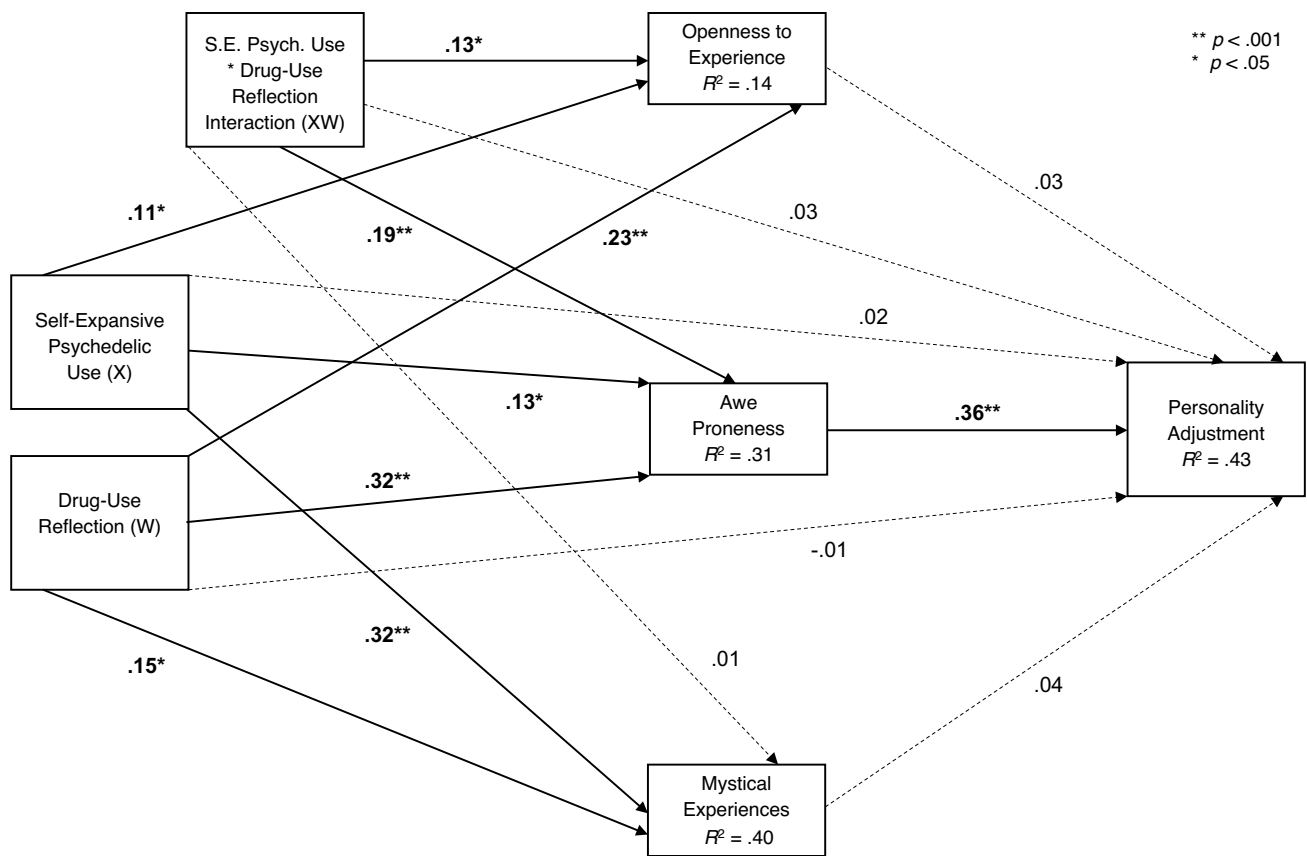 S.E. Psych. Use
* Drug-Use
Reflection
Interaction (XW)
.13*
Openness to
Experience
R² = .14
** p < .001
* p < .05
.11*
.19**
.23**
.03
.03
Self-Expansive
Psychedelic
Use (X)
.02
.13*
Awe
Proneness
R² = .31
.36**
Personality
Adjustment
R² = .43
Drug-Use
Reflection (W)
.32**
-.01
.32**
.15*
.01
.04
Mystical
Experiences
R² = .40